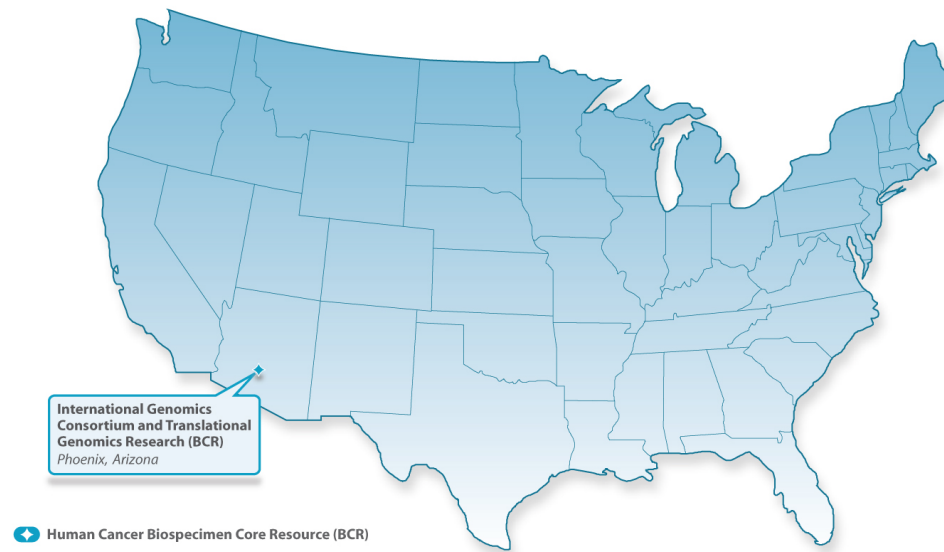 International Genomics
Consortium and Translational
Genomics Research (BCR)
Phoenix, Arizona
Human Cancer Biospecimen Core Resource (BCR)